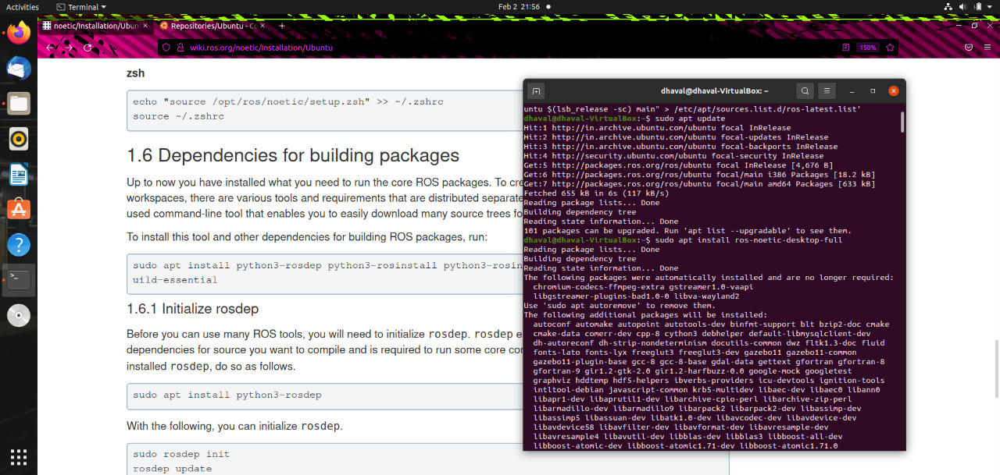 Activities
Terminal
Feb 2 21:56
noetic/Installation/Ubun
Repositories/Ubuntu - Co
wiki.ros.org/noetic/Installation/Ubuntu
150%
zsh
echo "source /opt/ros/noetic/setup.zsh" >> ~/.zshrc
source ~/.zshrc
1.6 Dependencies for building packages
Up to now you have installed what you need to run the core ROS packages. To cre
workspaces, there are various tools and requirements that are distributed separate
used command-line tool that enables you to easily download many source trees fo
To install this tool and other dependencies for building ROS packages, run:
sudo apt install python3-rosdep python3-rosinstall python3-rosin
uild-essential
1.6.1 Initialize rosdep
Before you can use many ROS tools, you will need to initialize rosdep. rosdep e
dependencies for source you want to compile and is required to run some core cor
installed rosdep, do so as follows.
sudo apt install python3-rosdep
With the following, you can initialize rosdep.
sudo rosdep init
rosdep update
dhaval@dhaval-VirtualBox: ~
untu $(lsb_release -sc) main" > /etc/apt/sources.list.d/ros-latest.list'
dhaval@dhaval-VirtualBox:~$ sudo apt update
Hit:1 http://in.archive.ubuntu.com/ubuntu focal InRelease
Hit:2 http://in.archive.ubuntu.com/ubuntu focal-updates InRelease
Hit:3 http://in.archive.ubuntu.com/ubuntu focal-backports InRelease
Hit:4 http://security.ubuntu.com/ubuntu focal-security InRelease
Get:5 http://packages.ros.org/ros/ubuntu focal InRelease [4,676 B]
Get:6 http://packages.ros.org/ros/ubuntu focal/main i386 Packages [18.2 kB]
Get:7 http://packages.ros.org/ros/ubuntu focal/main amd64 Packages [633 kB]
Fetched 655 kB in 6s (117 kB/s)
Reading package lists... Done
Building dependency tree
Reading state information... Done
101 packages can be upgraded. Run 'apt list --upgradable' to see them.
dhaval@dhaval-VirtualBox:~$ sudo apt install ros-noetic-desktop-full
Reading package lists... Done
Building dependency tree
Reading state information... Done
The following packages were automatically installed and are no longer required:
chromium-codecs-ffmpeg-extra gstreamer1.0-vaapi
libgstreamer-plugins-bad1.0-0 libva-wayland2
Use 'sudo apt autoremove' to remove them.
The following additional packages will be installed:
autoconf automake autopoint autotools-dev binfmt-support blt bzip2-doc cmake
cmake-data comerr-dev cpp-8 cython3 debhelper default-libmysqlclient-dev
dh-autoreconf dh-strip-nondeterminism docutils-common dwz fltk1.3-doc fluid
fonts-lato fonts-lyx freeglut3 freeglut3-dev gazebo11 gazebo11-common
gazebo11-plugin-base gcc-8 gcc-8-base gdal-data gettext gfortran gfortran-8
gfortran-9 gir1.2-gtk-2.0 gir1.2-harfbuzz-0.0 google-mock googletest
graphviz hddtemp hdf5-helpers ibverbs-providers icu-devtools ignition-tools
intltool-debian javascript-common krb5-multidev libaec-dev libaec0 libann0
libapr1-dev libaprutil1-dev libarchive-cpio-perl libarchive-zip-perl
libarmadillo-dev libarmadillo9 libarpack2 libarpack2-dev libassimp-dev
libassimp5 libassuan-dev libatk1.0-dev libavcodec-dev libavdevice-dev
libavdevice58 libavfilter-dev libavformat-dev libavresample-dev
libavresample4 libavutil-dev libblas-dev libblas3 libboost-all-dev
libboost-atomic-dev libboost-atomic1.71-dev libboost-atomic1.71.0